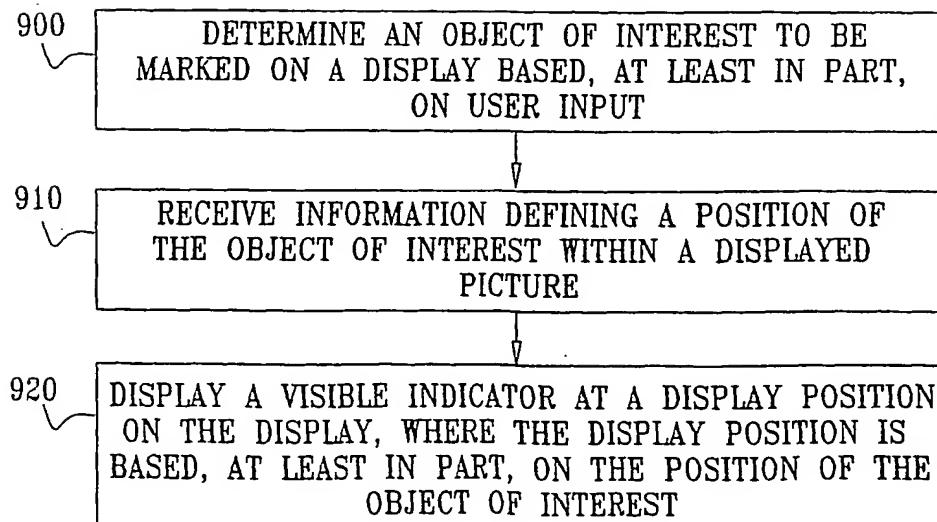 900
DETERMINE AN OBJECT OF INTEREST TO BE
MARKED ON A DISPLAY BASED, AT LEAST IN PART,
ON USER INPUT
910
RECEIVE INFORMATION DEFINING A POSITION OF
THE OBJECT OF INTEREST WITHIN A DISPLAYED
PICTURE
920
DISPLAY A VISIBLE INDICATOR AT A DISPLAY POSITION
ON THE DISPLAY, WHERE THE DISPLAY POSITION IS
BASED, AT LEAST IN PART, ON THE POSITION OF THE
OBJECT OF INTEREST